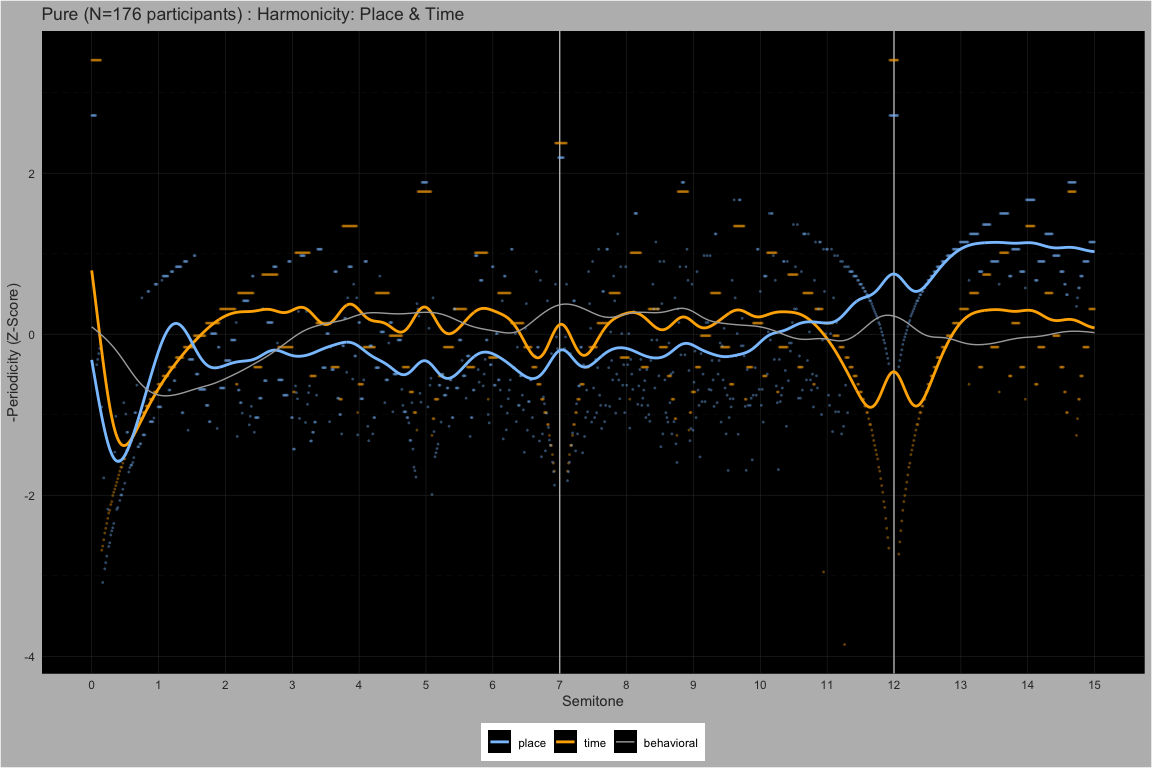 Pure (N=176 participants) : Harmonicity: Place & Time
-Periodicity (Z-Score)
2
0
-2
-4
0 1 2 3 4 5 6 7 8 9 10 11 12 13 14 15
Semitone
place time behavioral